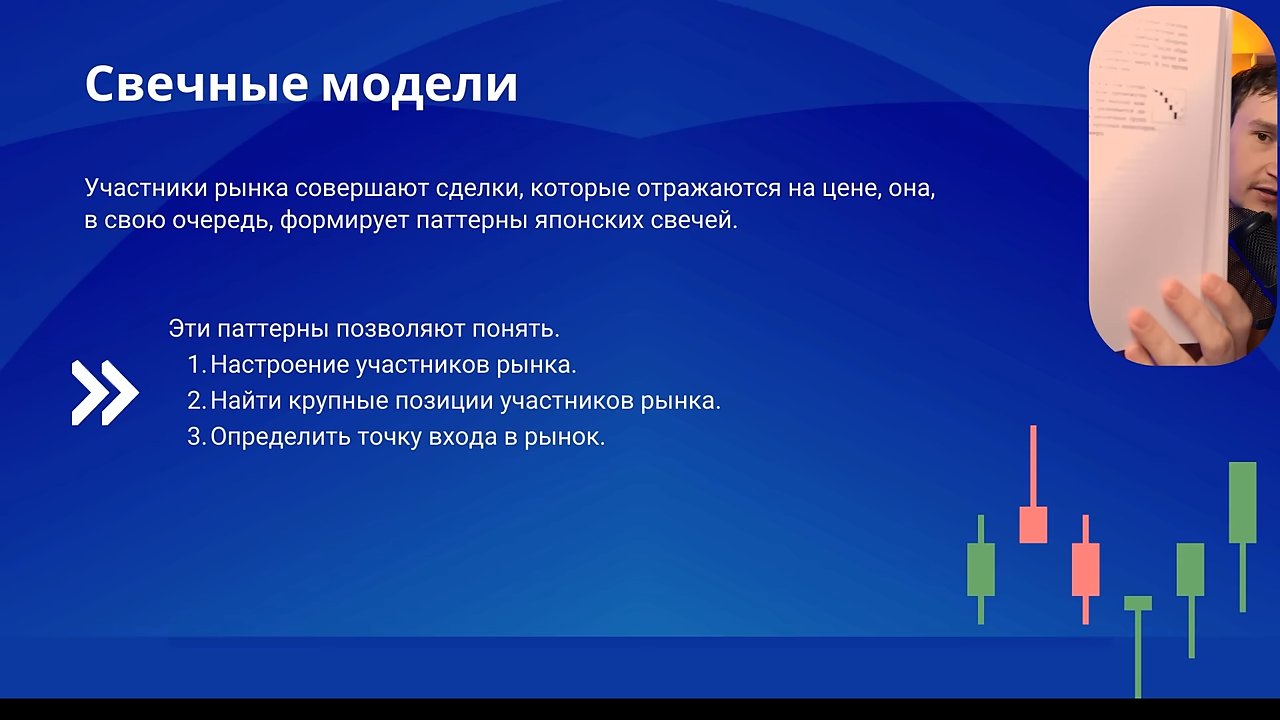 Свечные модели
Участники рынка совершают сделки, которые отражаются на цене, она,
в свою очередь, формирует паттерны японских свечей.
Эти паттерны позволяют понять.
1. Настроение участников рынка.
2. Найти крупные позиции участников рынка.
3. Определить точку входа в рынок.